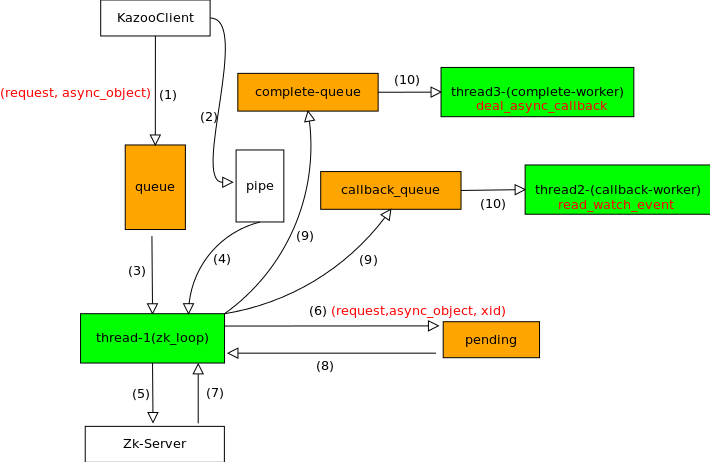 KazooClient
(request, async_object)
(1)
(2)
complete-queue
(10)
thread3-(complete-worker)
deal_async_callback
queue
pipe
callback_queue
(10)
thread2-(callback-worker)
read_watch_event
(3)
(4)
(9)
(9)
(6)
(request,async_object, xid)
thread-1(zk_loop)
pending
(8)
(5)
(7)
Zk-Server